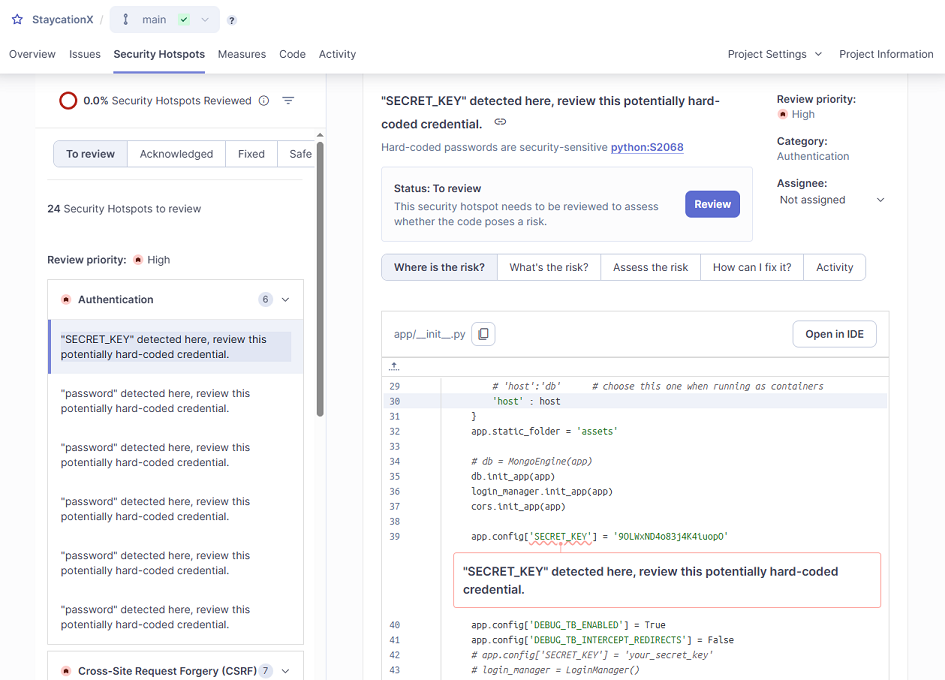 StaycationX / main ?
Overview Issues Security Hotspots Measures Code Activity Project Settings Project Information
0.0% Security Hotspots Reviewed
To review Acknowledged Fixed Safe
24 Security Hotspots to review
Review priority: High
Authentication 6
"SECRET_KEY" detected here, review this
potentially hard-coded credential.
"password" detected here, review this
potentially hard-coded credential.
"password" detected here, review this
potentially hard-coded credential.
"password" detected here, review this
potentially hard-coded credential.
"password" detected here, review this
potentially hard-coded credential.
"password" detected here, review this
potentially hard-coded credential.
Cross-Site Request Forgery (CSRF) 7
"SECRET_KEY" detected here, review this potentially hard-
coded credential.
Hard-coded passwords are security-sensitive python:S2068
Status: To review
This security hotspot needs to be reviewed to assess
whether the code poses a risk.
Review
Review priority:
High
Category:
Authentication
Assignee:
Not assigned
Where is the risk? What's the risk? Assess the risk How can I fix it? Activity
app/__init__.py Open in IDE
29 # 'host':'db' # choose this one when running as containers
30 'host' : host
31 }
32 app.static_folder = 'assets'
33
34 # db = MongoEngine(app)
35 db.init_app(app)
36 login_manager.init_app(app)
37 cors.init_app(app)
38
39 app.config['SECRET_KEY'] = '9OLWxND4o83j4K4iuopO'
"SECRET_KEY" detected here, review this potentially hard-coded
credential.
40 app.config['DEBUG_TB_ENABLED'] = True
41 app.config['DEBUG_TB_INTERCEPT_REDIRECTS'] = False
42 # app.config['SECRET_KEY'] = 'your_secret_key'
43 # login_manager = LoginManager()